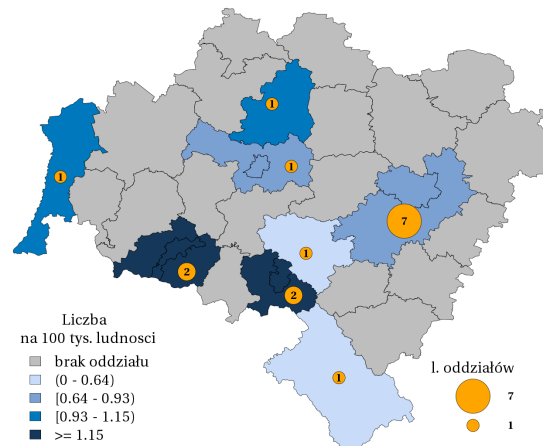 1
1
1
7
1
2
2
1
Liczba
na 100 tys. ludnosci
brak oddziału
(0 - 0.64)
[0.64 - 0.93)
[0.93 - 1.15)
>= 1.15
l. oddziałów
7
1